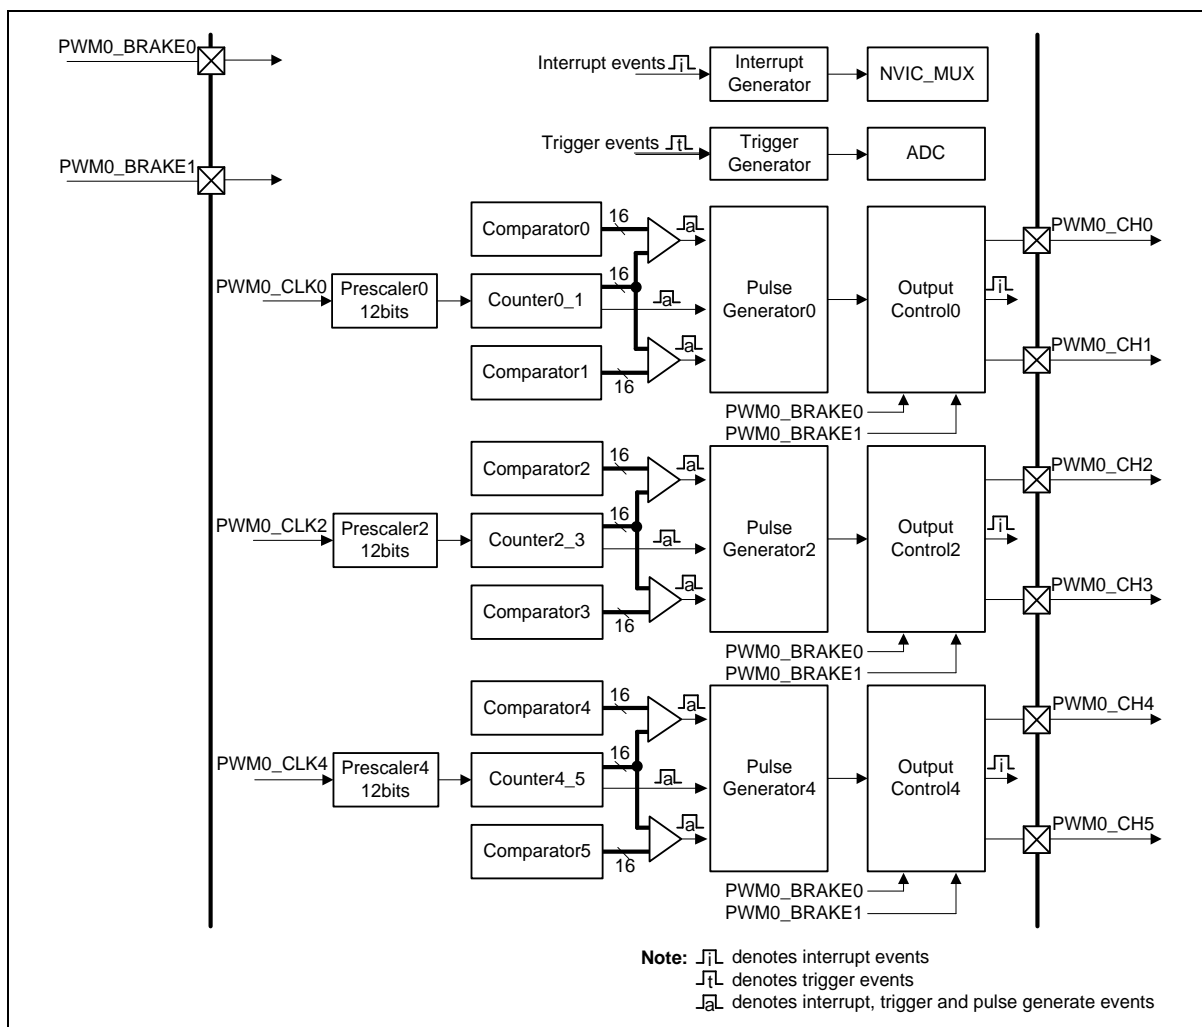 PWM0_BRAKE0
Interrupt events i
Interrupt
Generator
NVIC_MUX
PWM0_BRAKE1
Trigger events t
Trigger
Generator
ADC
Comparator0
16
a
PWM0_CLK0
Prescaler0
12bits
Counter0_1
16
a
Comparator1
16
a
Pulse
Generator0
Output
Control0
PWM0_CH0
i
PWM0_CH1
PWM0_BRAKE0
PWM0_BRAKE1
Comparator2
16
a
PWM0_CLK2
Prescaler2
12bits
Counter2_3
16
a
Comparator3
16
a
Pulse
Generator2
Output
Control2
PWM0_CH2
i
PWM0_CH3
PWM0_BRAKE0
PWM0_BRAKE1
Comparator4
16
a
PWM0_CLK4
Prescaler4
12bits
Counter4_5
16
a
Comparator5
16
a
Pulse
Generator4
Output
Control4
PWM0_CH4
i
PWM0_CH5
PWM0_BRAKE0
PWM0_BRAKE1
Note: i denotes interrupt events
t denotes trigger events
a denotes interrupt, trigger and pulse generate events